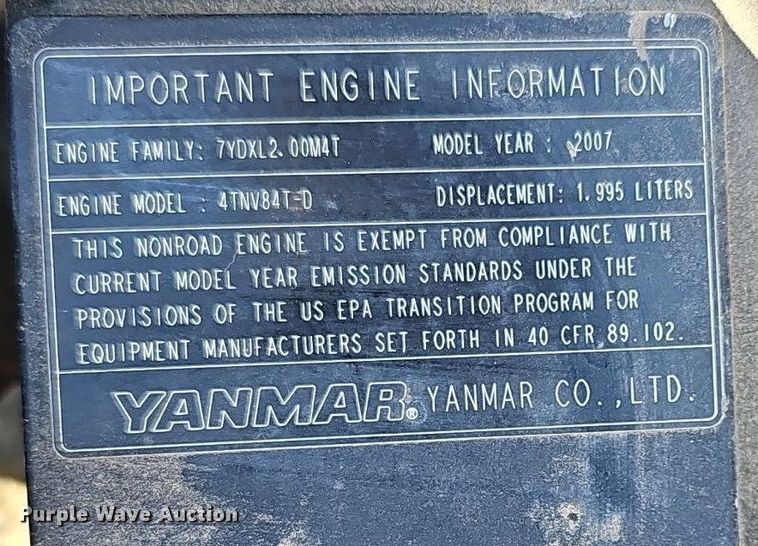 IMPORTANT ENGINE INFORMATION
ENGINE FAMILY: 7YDXL2.00M4T MODEL YEAR : 2007
ENGINE MODEL : 4TNV84T-D DISPLACEMENT: 1.995 LITERS
THIS NONROAD ENGINE IS EXEMPT FROM COMPLIANCE WITH
CURRENT MODEL YEAR EMISSION STANDARDS UNDER THE
PROVISIONS OF THE US EPA TRANSITION PROGRAM FOR
EQUIPMENT MANUFACTURERS SET FORTH IN 40 CFR 89.102.
YANMAR® YANMAR CO.,LTD.
Purple Wave Auction